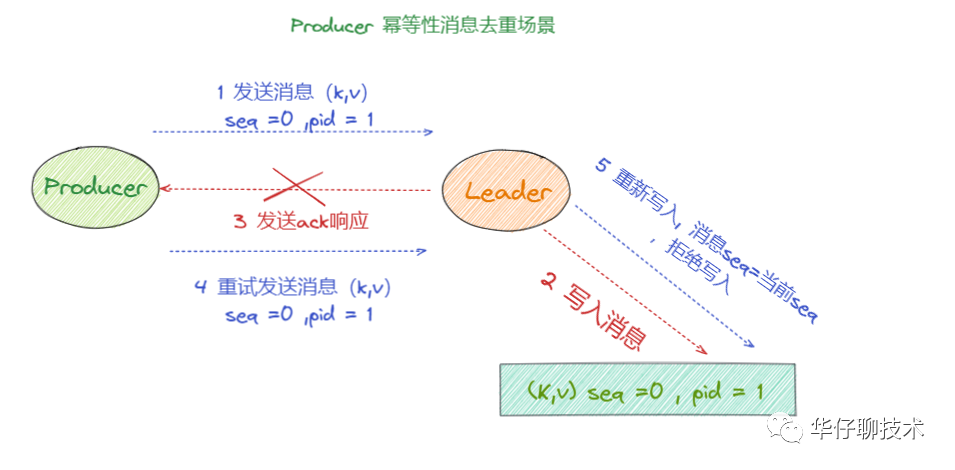 Producer 幂等性消息去重场景
1 发送消息 (k,v)
seq =0 ,pid = 1
Producer
Leader
3 发送ack响应
4 重试发送消息 (k,v)
seq =0 ,pid = 1
5 重新写入, 消息seq=当前seq
, 拒绝写入
2 写入消息
(K,v) seq =0 , pid = 1
华仔聊技术